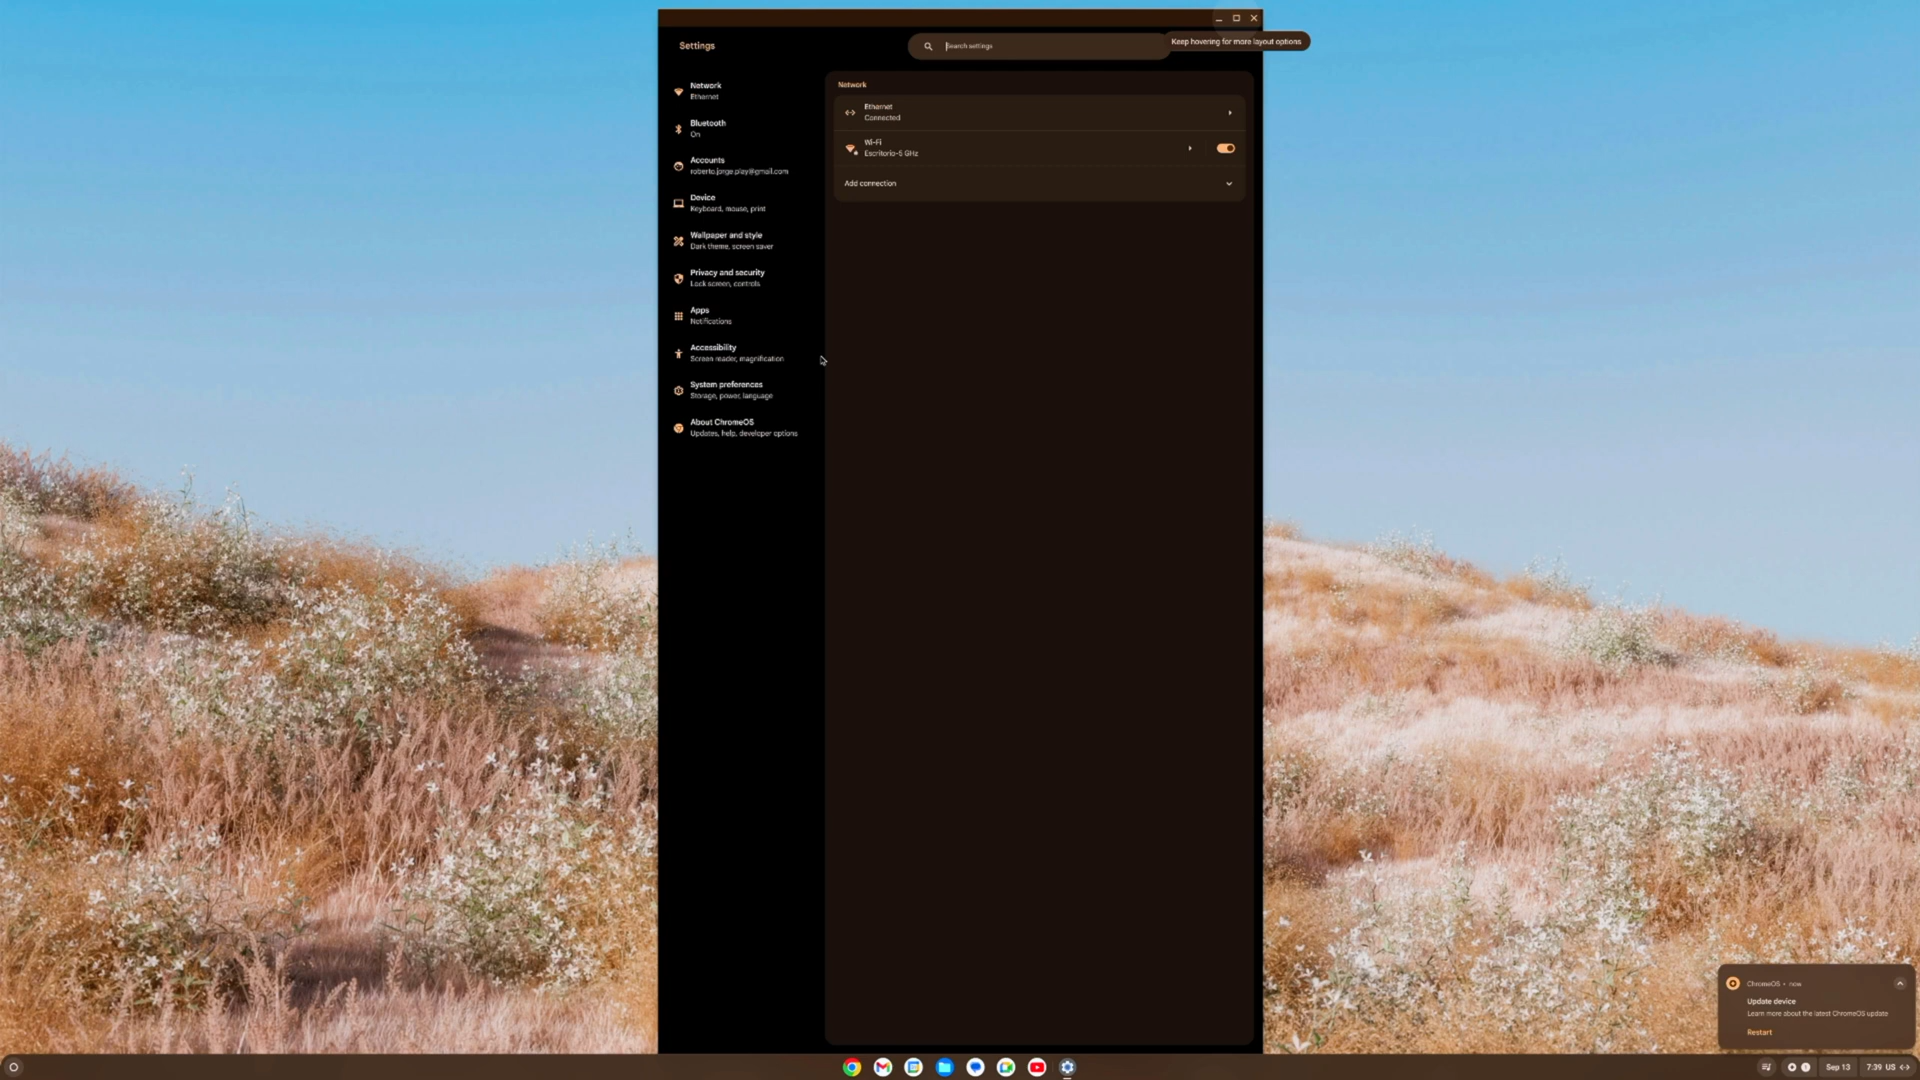 Settings
Search settings
Keep hovering for more layout options
Network
Ethernet
Bluetooth
On
Accounts
roberto.jorge.play@gmail.com
Device
Keyboard, mouse, print
Wallpaper and style
Dark theme, screen saver
Privacy and security
Lock screen, controls
Apps
Notifications
Accessibility
Screen reader, magnification
System preferences
Storage, power, language
About ChromeOS
Updates, help, developer options
Network
Ethernet
Connected
Wi-Fi
Escritorio-5 GHz
Add connection
ChromeOS • now
Update device
Learn more about the latest ChromeOS update
Restart
Sep 13
7:39 US